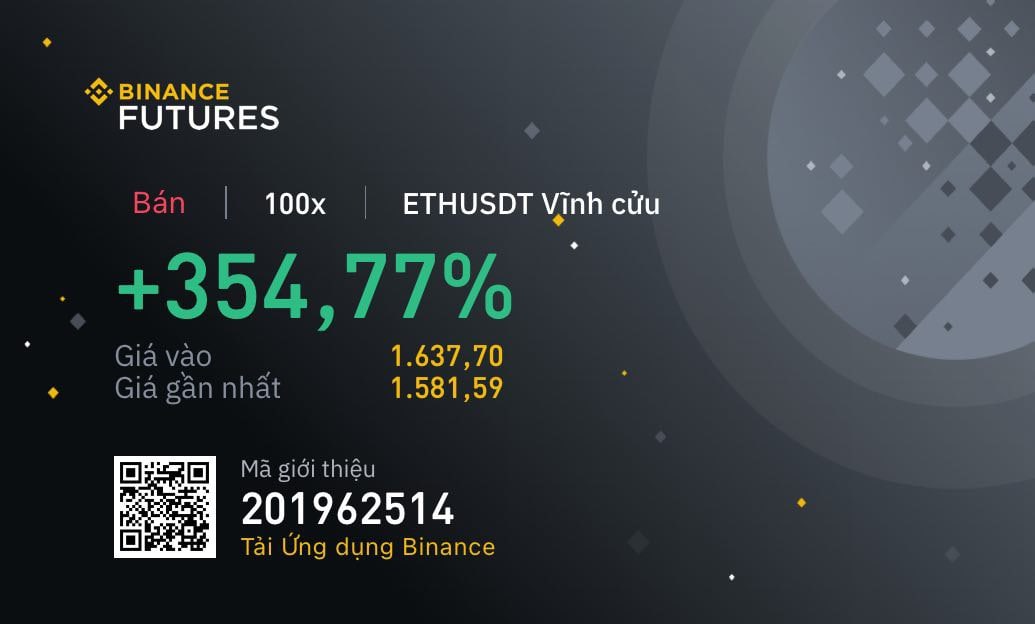 BINANCE
FUTURES
Bán | 100x | ETHUSDT Vĩnh cửu
+354,77%
Giá vào 1.637,70
Giá gần nhất 1.581,59
Mã giới thiệu
201962514
Tải Ứng dụng Binance